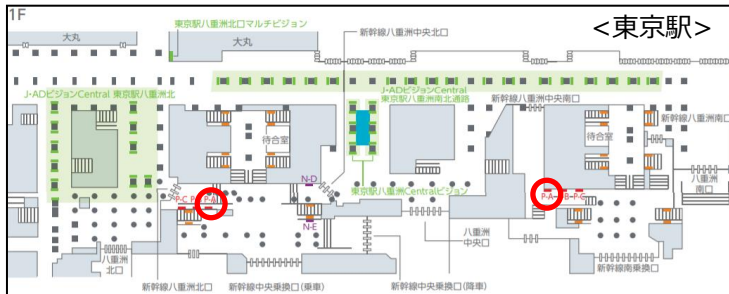 1F
<東京駅>
東京駅八重洲北口マルチビジョン
新幹線八重洲中央北口
大丸
大丸
J・ADビジョンCentral 東京駅八重洲北
J・ADビジョンCentral
東京駅八重洲南北通路
新幹線八重洲中央南口
新幹線八重洲南口
待合室
待合室
八重洲
南口
N-D
東京駅八重洲Centralビジョン
P-C
P-A
P-A
P-C
N-E
八重洲
北口
八重洲
中央口
新幹線南乗換口
新幹線八重洲北口
新幹線中央乗換口(乗車)
新幹線中央乗換口(降車)